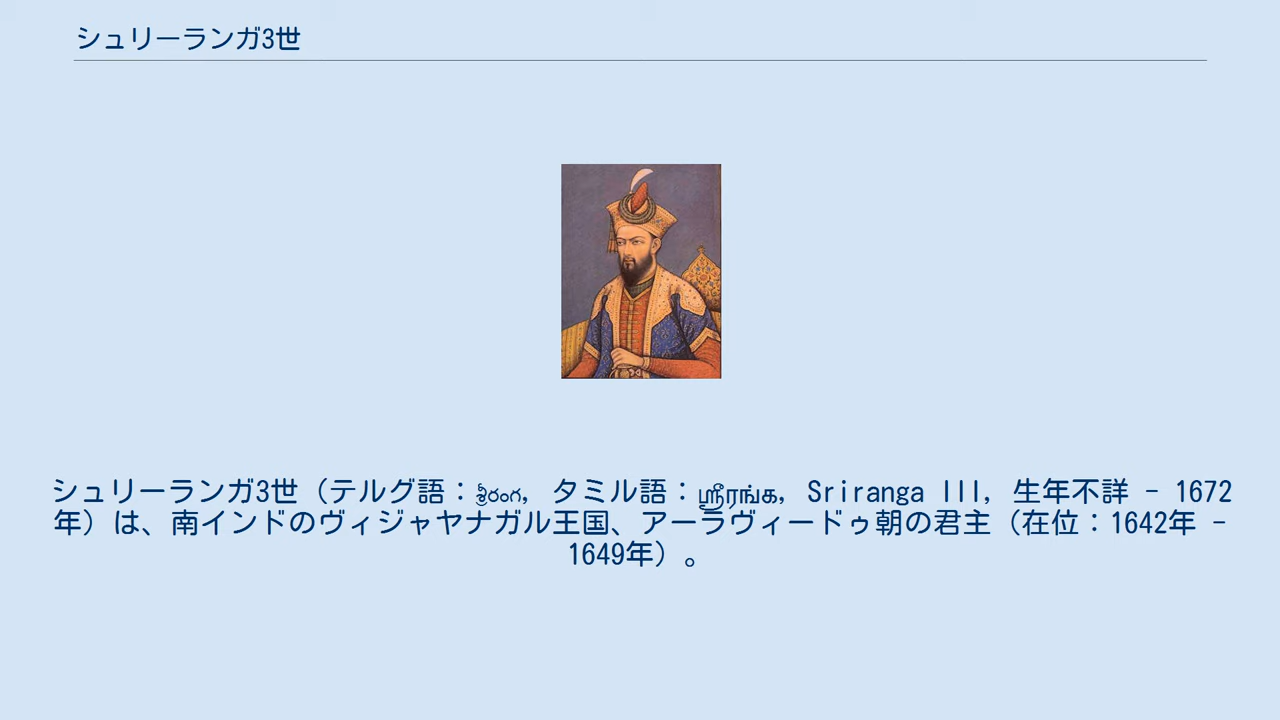 シュリーランガ3世
シュリーランガ3世（テルグ語：శ్రీరంగ, タミル語：ஸ்ரீரங்க, Sriranga III, 生年不詳 - 1672
年）は、南インドのヴィジャヤナガル王国、アーラヴィードゥ朝の君主（在位：1642年 -
1649年）。